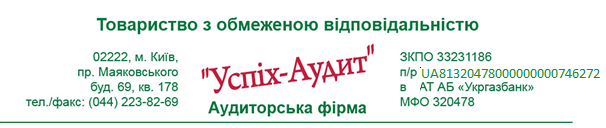 Товариство з обмеженою відповідальністю
02222, м. Київ,
пр. Маяковського
буд. 69, кв. 178
тел./факс: (044) 223-82-69
"Успіх-Аудит"
Аудиторська фірма
ЗКПО 33231186
п/р UA8132047800000000746272
в АТ АБ «Укргазбанк»
МФО 320478